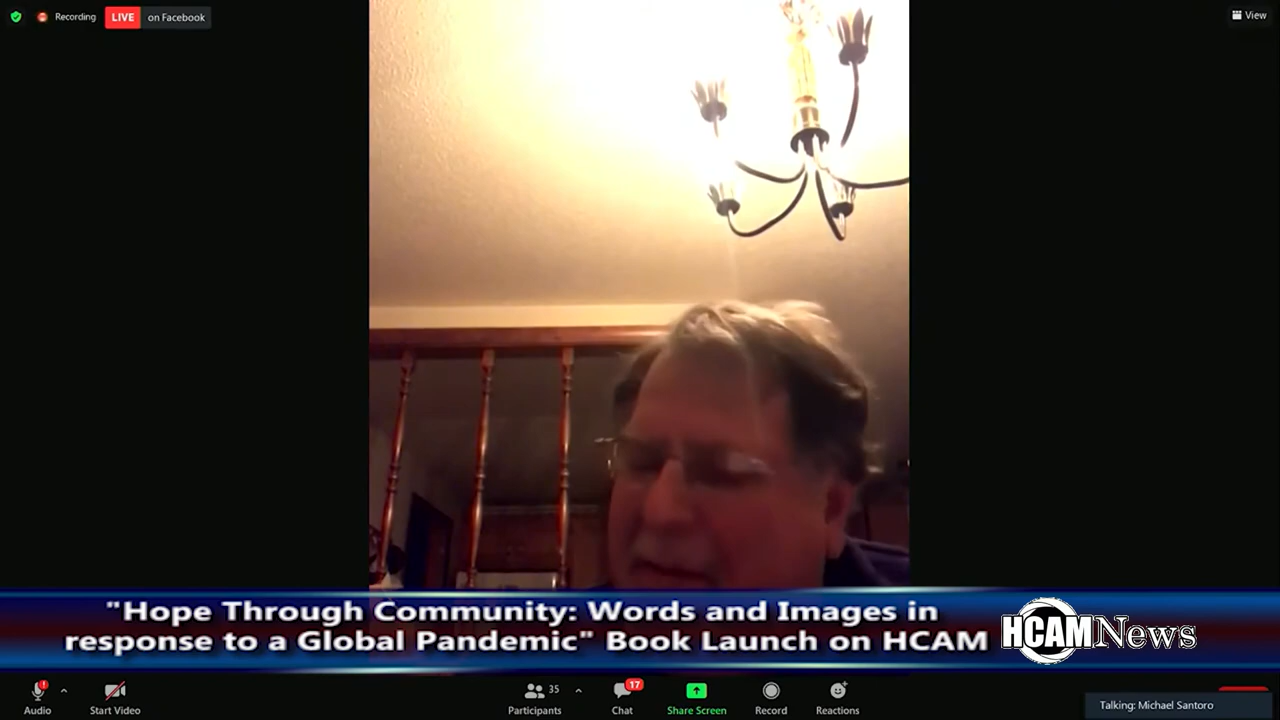 Recording
LIVE on Facebook
View
"Hope Through Community: Words and Images in
response to a Global Pandemic" Book Launch on HCAM
HCAMNews
35
17
Audio
Start Video
Participants
Chat
Share Screen
Record
Reactions
Talking: Michael Santoro